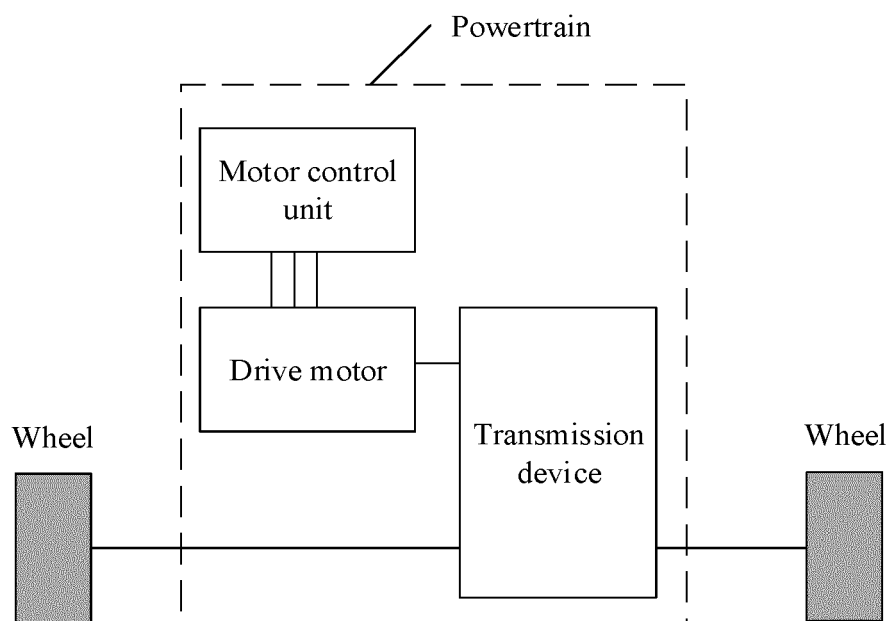 Powertrain
Motor control
unit
Drive motor
Wheel
Transmission
device
Wheel